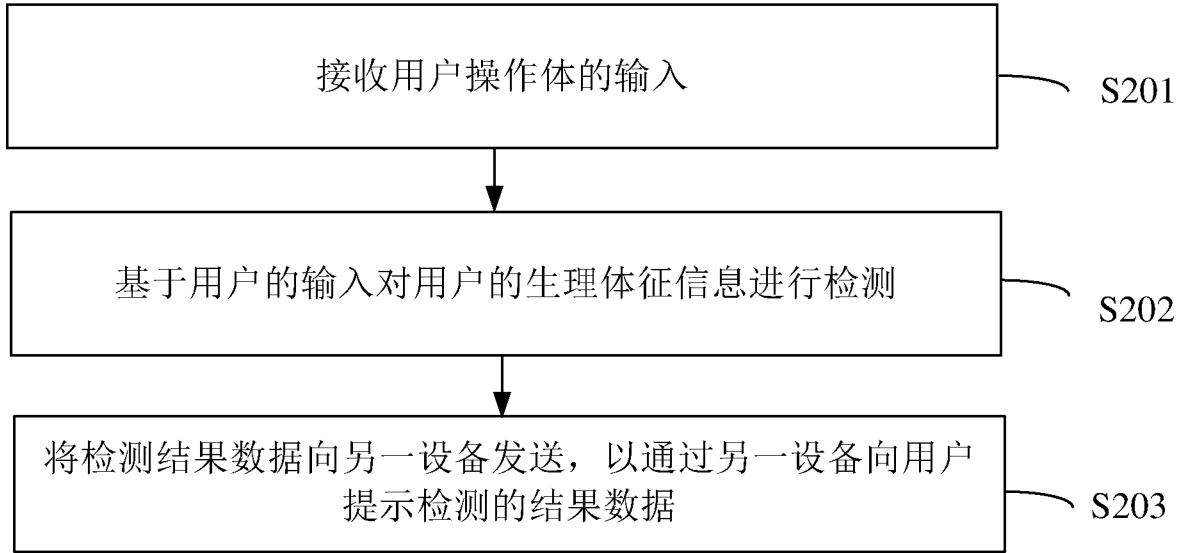 接收用户操作体的输入
S201
基于用户的输入对用户的生理体征信息进行检测
S202
将检测结果数据向另一设备发送，以通过另一设备向用户
提示检测的结果数据
S203